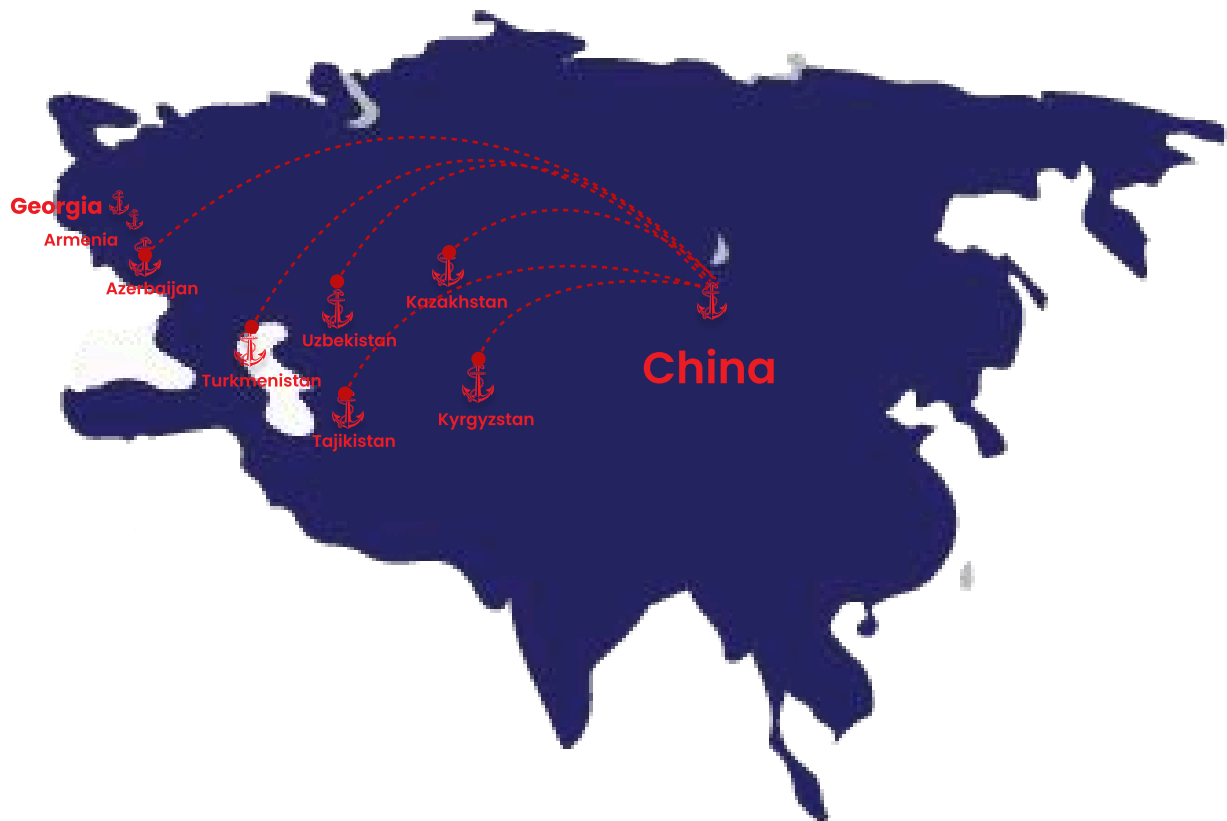 Georgia
Armenia
Azerbaijan
Kazakhstan
Uzbekistan
China
Turkmenistan
Kyrgyzstan
Tajikistan